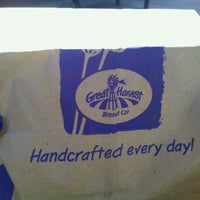 Great Harvest
Bread Co.
Handcrafted every day!